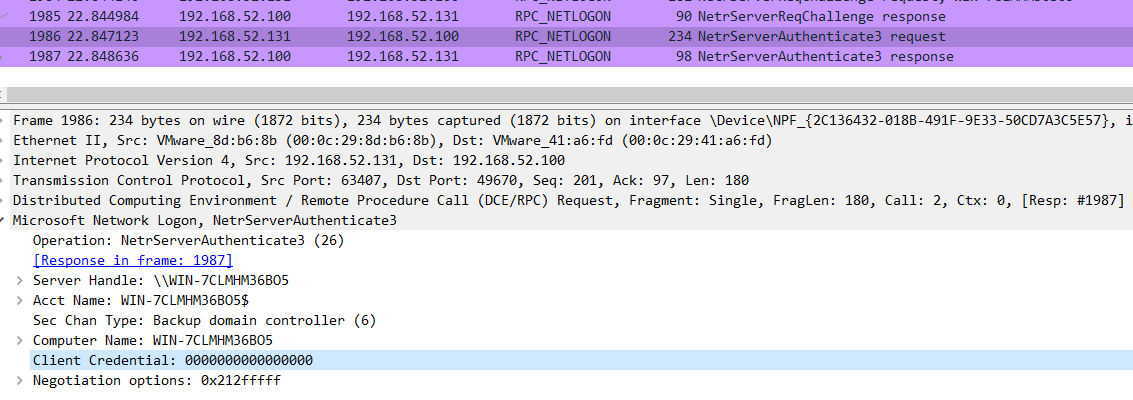 1985 22.844984 192.168.52.100 192.168.52.131 RPC_NETLOGON 90 NetrServerReqChallenge response
1986 22.847123 192.168.52.131 192.168.52.100 RPC_NETLOGON 234 NetrServerAuthenticate3 request
1987 22.848636 192.168.52.100 192.168.52.131 RPC_NETLOGON 98 NetrServerAuthenticate3 response
Frame 1986: 234 bytes on wire (1872 bits), 234 bytes captured (1872 bits) on interface \Device\NPF_{2C136432-018B-491F-9E33-50CD7A3C5E57}, i
Ethernet II, Src: VMware_8d:b6:8b (00:0c:29:8d:b6:8b), Dst: VMware_41:a6:fd (00:0c:29:41:a6:fd)
Internet Protocol Version 4, Src: 192.168.52.131, Dst: 192.168.52.100
Transmission Control Protocol, Src Port: 63407, Dst Port: 49670, Seq: 201, Ack: 97, Len: 180
Distributed Computing Environment / Remote Procedure Call (DCE/RPC) Request, Fragment: Single, FragLen: 180, Call: 2, Ctx: 0, [Resp: #1987]
Microsoft Network Logon, NetrServerAuthenticate3
Operation: NetrServerAuthenticate3 (26)
[Response in frame: 1987]
Server Handle: \\WIN-7CLMHM36BO5
Acct Name: WIN-7CLMHM36BO5$
Sec Chan Type: Backup domain controller (6)
Computer Name: WIN-7CLMHM36BO5
Client Credential: 0000000000000000
Negotiation options: 0x212fffff